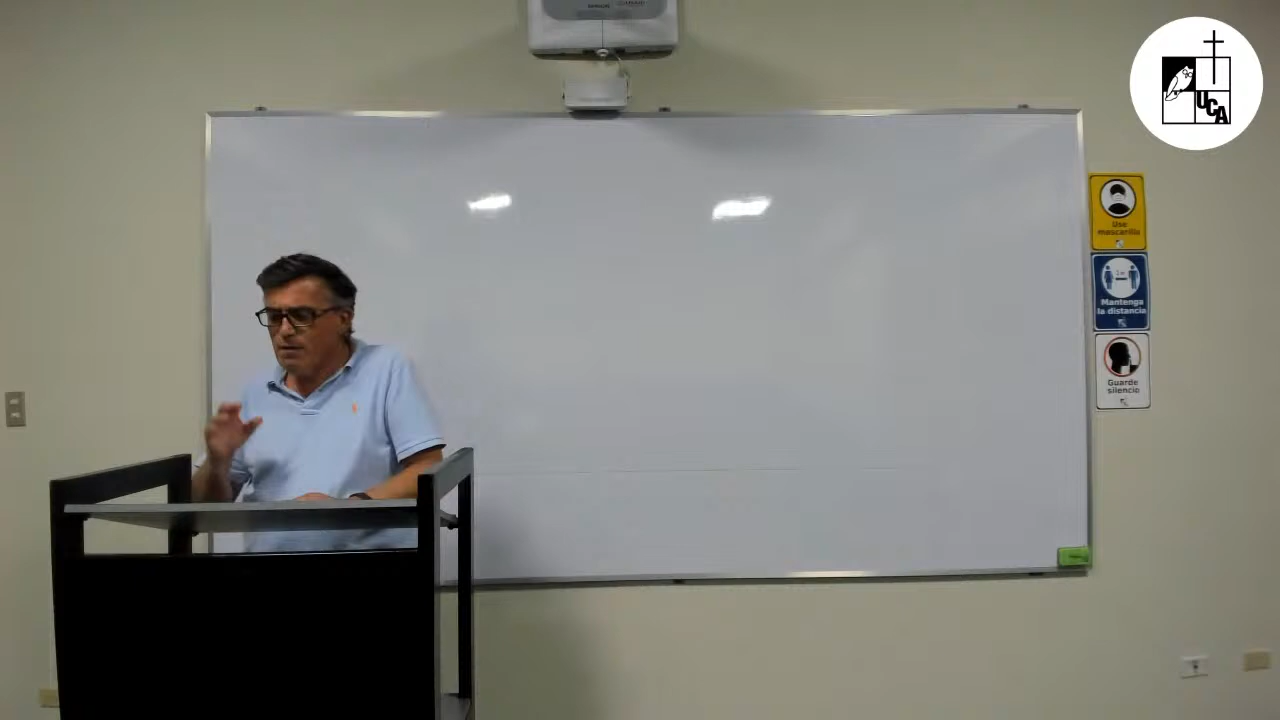 UCA
Use
mascarilla
Mantenga
la distancia
Guarde
silencio